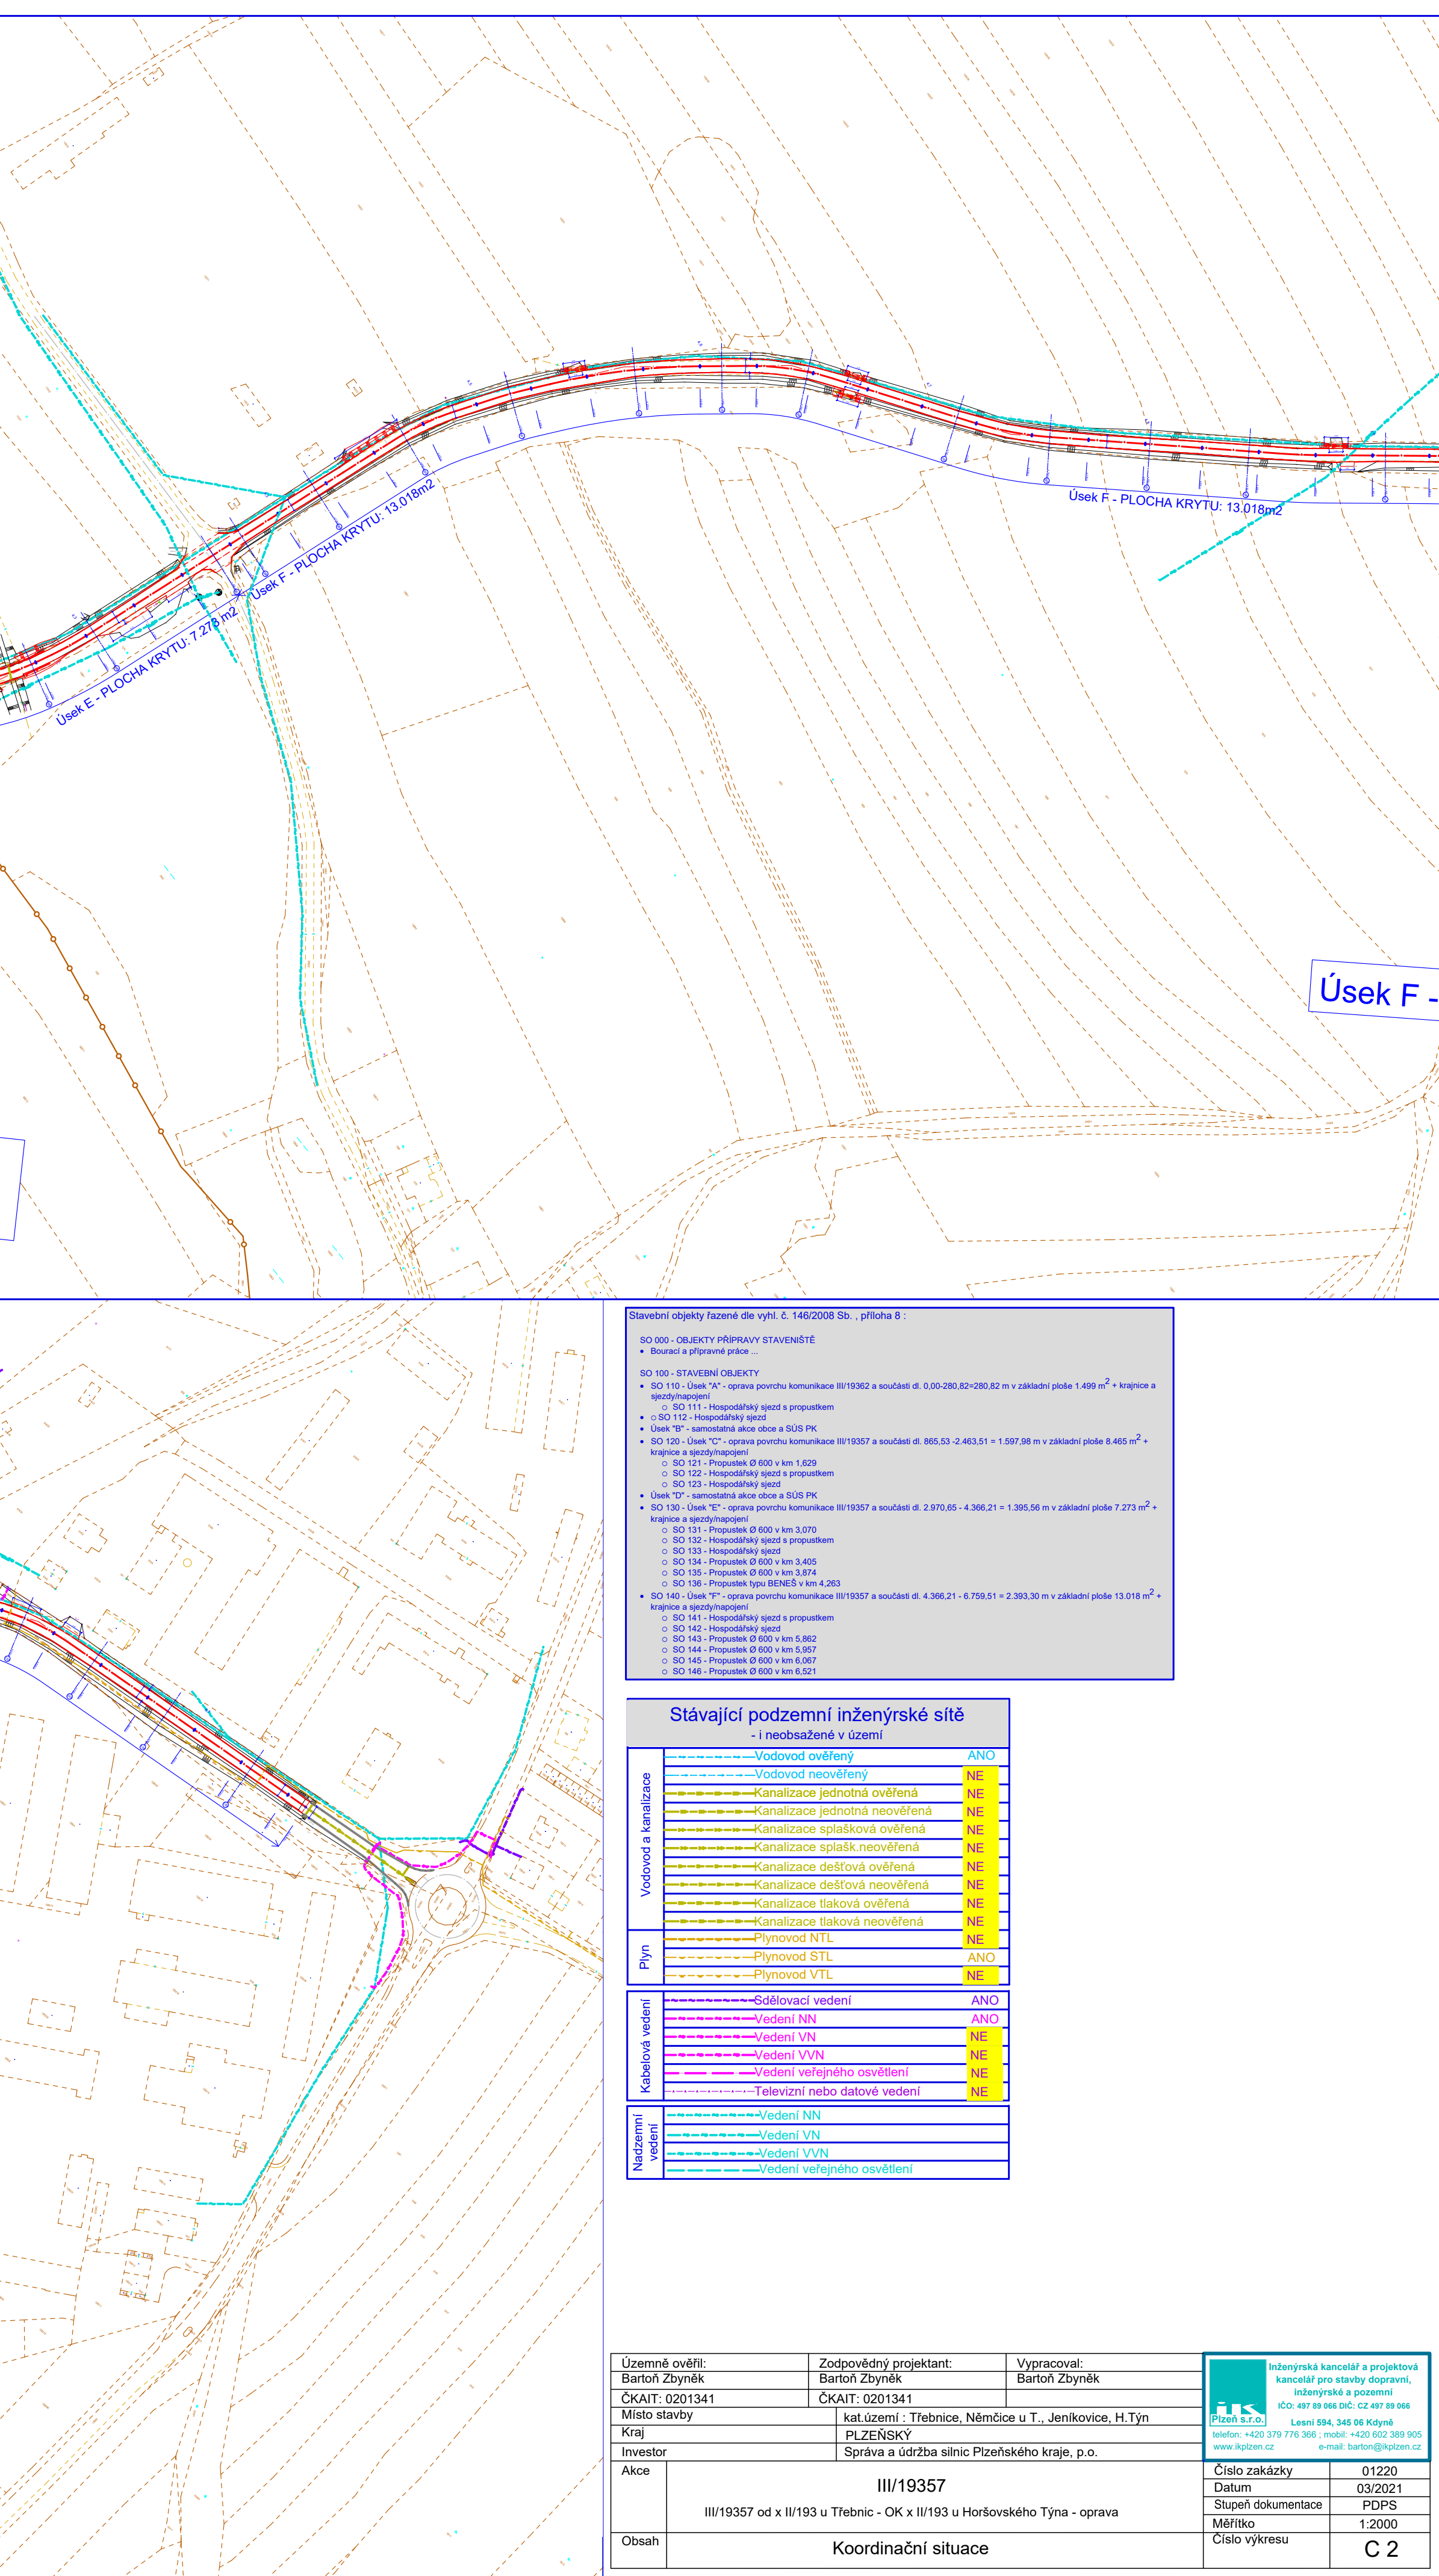 Úsek F - PLOCHA KRYTU: 13.018m2
Úsek F - PLOCHA KRYTU: 13.018m2
Úsek E - PLOCHA KRYTU: 7.273 m2
Úsek F -
Stavební objekty řazené dle vyhl. č. 146/2008 Sb. , příloha 8 :
SO 000 - OBJEKTY PŘÍPRAVY STAVENIŠTĚ
• Bourací a přípravné práce ...
SO 100 - STAVEBNÍ OBJEKTY
• SO 110 - Úsek "A" - oprava povrchu komunikace III/19362 a součásti dl. 0,00-280,82=280,82 m v základní ploše 1.499 m2 + krajnice a
sjezdy/napojení
○ SO 111 - Hospodářský sjezd s propustkem
• ○ SO 112 - Hospodářský sjezd
• Úsek "B" - samostatná akce obce a SÚS PK
• SO 120 - Úsek "C" - oprava povrchu komunikace III/19357 a součásti dl. 865,53 -2.463,51 = 1.597,98 m v základní ploše 8.465 m2 +
krajnice a sjezdy/napojení
○ SO 121 - Propustek Ø 600 v km 1,629
○ SO 122 - Hospodářský sjezd s propustkem
○ SO 123 - Hospodářský sjezd
• Úsek "D" - samostatná akce obce a SÚS PK
• SO 130 - Úsek "E" - oprava povrchu komunikace III/19357 a součásti dl. 2.970,65 - 4.366,21 = 1.395,56 m v základní ploše 7.273 m2 +
krajnice a sjezdy/napojení
○ SO 131 - Propustek Ø 600 v km 3,070
○ SO 132 - Hospodářský sjezd s propustkem
○ SO 133 - Hospodářský sjezd
○ SO 134 - Propustek Ø 600 v km 3,405
○ SO 135 - Propustek Ø 600 v km 3,874
○ SO 136 - Propustek typu BENEŠ v km 4,263
• SO 140 - Úsek "F" - oprava povrchu komunikace III/19357 a součásti dl. 4.366,21 - 6.759,51 = 2.393,30 m v základní ploše 13.018 m2 +
krajnice a sjezdy/napojení
○ SO 141 - Hospodářský sjezd s propustkem
○ SO 142 - Hospodářský sjezd
○ SO 143 - Propustek Ø 600 v km 5,862
○ SO 144 - Propustek Ø 600 v km 5,957
○ SO 145 - Propustek Ø 600 v km 6,067
○ SO 146 - Propustek Ø 600 v km 6,521
Stávající podzemní inženýrské sítě
- i neobsažené v území
Vodovod a kanalizace
Vodovod ověřený ANO
Vodovod neověřený NE
Kanalizace jednotná ověřená NE
Kanalizace jednotná neověřená NE
Kanalizace splašková ověřená NE
Kanalizace splašk.neověřená NE
Kanalizace dešťová ověřená NE
Kanalizace dešťová neověřená NE
Kanalizace tlaková ověřená NE
Kanalizace tlaková neověřená NE
Plyn
Plynovod NTL NE
Plynovod STL ANO
Plynovod VTL NE
Kabelová vedení
Sdělovací vedení ANO
Vedení NN ANO
Vedení VN NE
Vedení VVN NE
Vedení veřejného osvětlení NE
Televizní nebo datové vedení NE
Nadzemní
vedení
Vedení NN
Vedení VN
Vedení VVN
Vedení veřejného osvětlení
Územně ověřil: Zodpovědný projektant: Vypracoval:
Bartoň Zbyněk Bartoň Zbyněk Bartoň Zbyněk
ČKAIT: 0201341 ČKAIT: 0201341
Místo stavby kat.území : Třebnice, Němčice u T., Jeníkovice, H.Týn
Kraj PLZEŇSKÝ
Investor Správa a údržba silnic Plzeňského kraje, p.o.
Akce
III/19357
III/19357 od x II/193 u Třebnic - OK x II/193 u Horšovského Týna - oprava
Obsah Koordinační situace
iK
Plzeň s.r.o.
Inženýrská kancelář a projektová
kancelář pro stavby dopravní,
inženýrské a pozemní
IČO: 497 89 066 DIČ: CZ 497 89 066
Lesní 594, 345 06 Kdyně
telefon: +420 379 776 366 ; mobil: +420 602 389 905
www.ikplzen.cz e-mail: barton@ikplzen.cz
Číslo zakázky 01220
Datum 03/2021
Stupeň dokumentace PDPS
Měřítko 1:2000
Číslo výkresu C 2